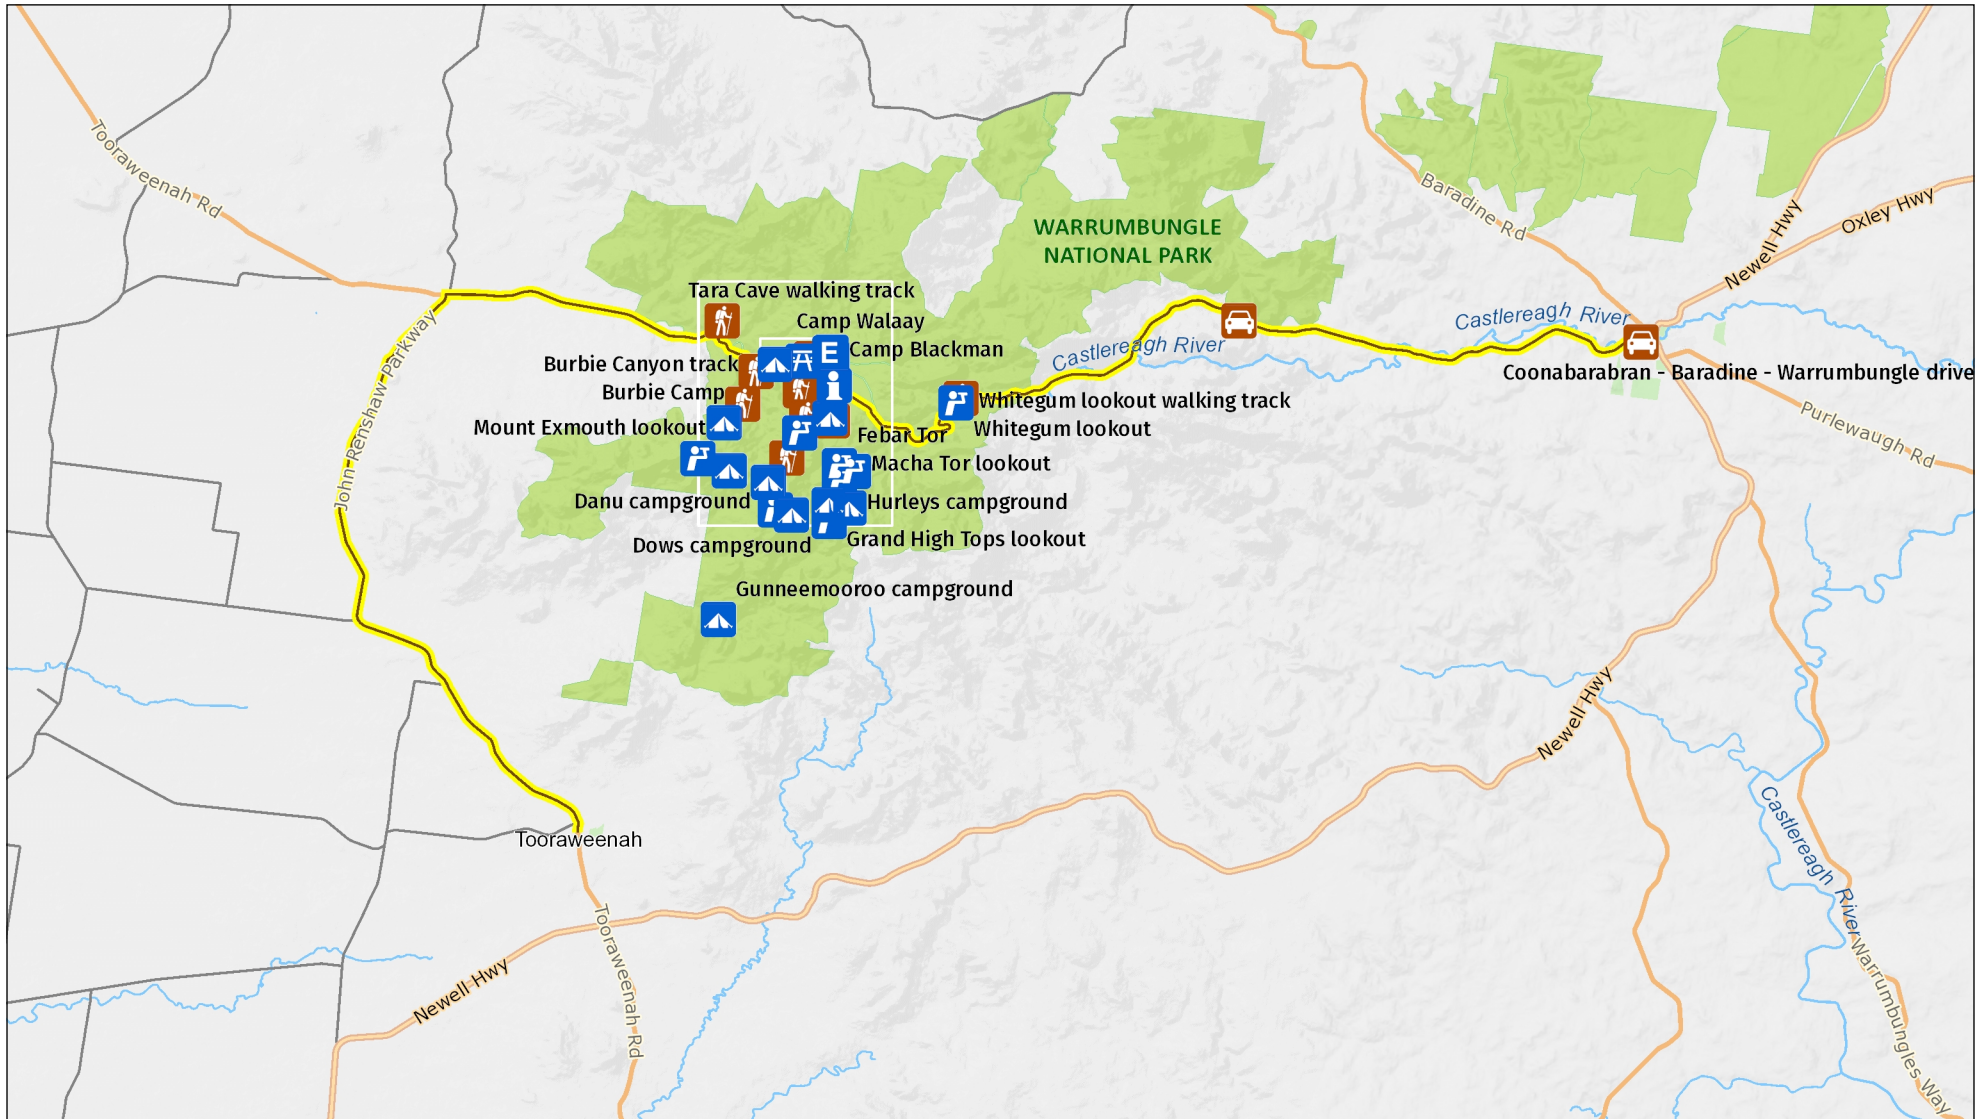 Tooraweenah Rd
Baradine Rd
Newell Hwy
Oxley Hwy
WARRUMBUNGLE
NATIONAL PARK
Tara Cave walking track
Camp Walaay
E
Camp Blackman
Burbie Canyon track
Burbie Camp
i
Mount Exmouth lookout
Castlereagh River
Castlereagh River
Coonabarabran - Baradine - Warrumbungle drive
Whitegum lookout walking track
Whitegum lookout
Febar Tor
Macha Tor lookout
John Renshaw Parkway
Purlewaugh Rd
Danu campground
Hurleys campground
i
Grand High Tops lookout
Dows campground
Gunneemooroo campground
Newell Hwy
Tooraweenah
Castlereagh River
Newell Hwy
Tooraweenah Rd
Warrumbungles Way